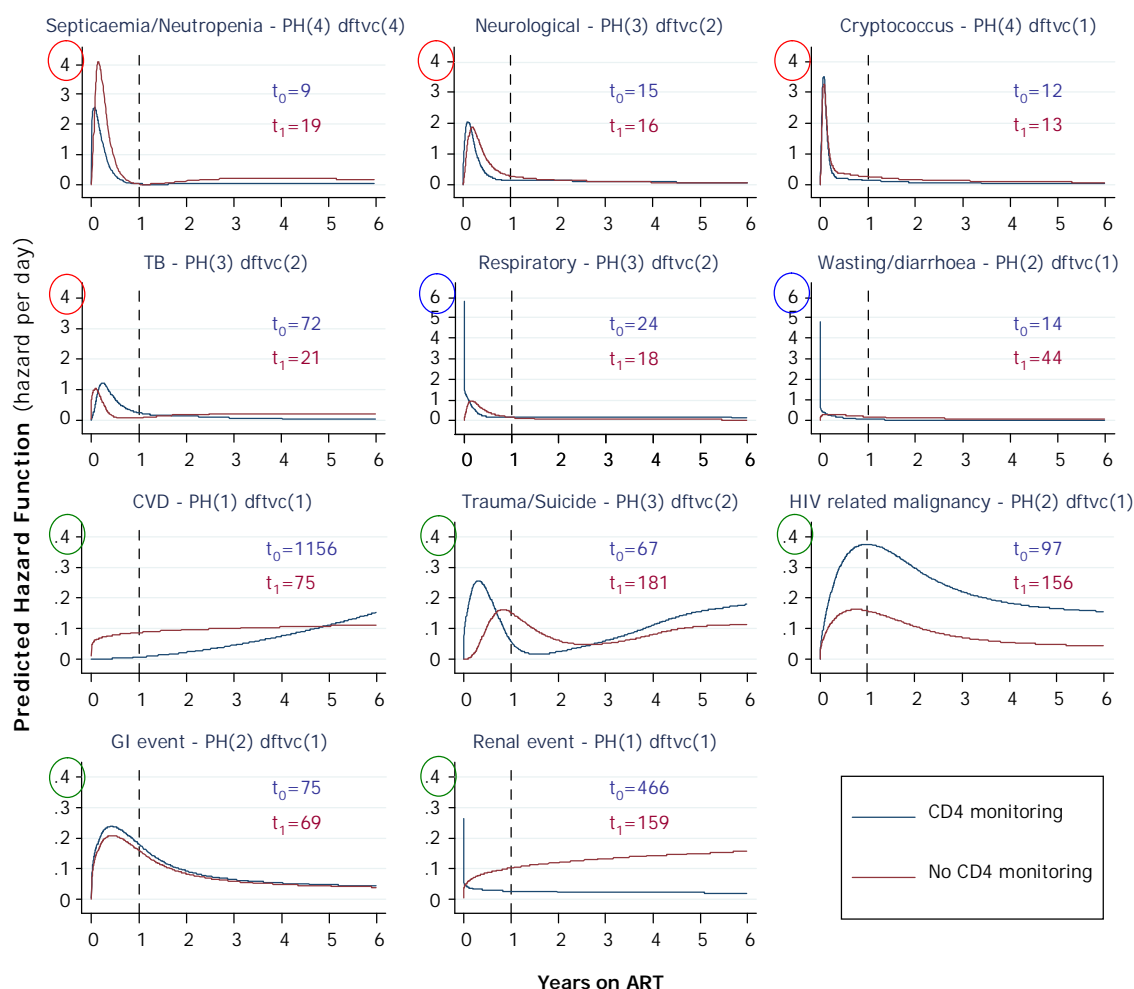 Septicaemia/Neutropenia - PH(4) dftvc(4)
4
3
2
1
0
t0=9
t1=19
0 1 2 3 4 5 6
Neurological - PH(3) dftvc(2)
4
3
2
1
0
t0=15
t1=16
0 1 2 3 4 5 6
Cryptococcus - PH(4) dftvc(1)
4
3
2
1
0
t0=12
t1=13
0 1 2 3 4 5 6
TB - PH(3) dftvc(2)
4
3
2
1
0
t0=72
t1=21
0 1 2 3 4 5 6
Respiratory - PH(3) dftvc(2)
6
5
4
3
2
1
0
t0=24
t1=18
0 1 2 3 4 5 6
Wasting/diarrhoea - PH(2) dftvc(1)
6
5
4
3
2
1
0
t0=14
t1=44
0 1 2 3 4 5 6
CVD - PH(1) dftvc(1)
.4
.3
.2
.1
0
t0=1156
t1=75
0 1 2 3 4 5 6
Trauma/Suicide - PH(3) dftvc(2)
.4
.3
.2
.1
0
t0=67
t1=181
0 1 2 3 4 5 6
HIV related malignancy - PH(2) dftvc(1)
.4
.3
.2
.1
0
t0=97
t1=156
0 1 2 3 4 5 6
GI event - PH(2) dftvc(1)
.4
.3
.2
.1
0
t0=75
t1=69
0 1 2 3 4 5 6
Renal event - PH(1) dftvc(1)
.4
.3
.2
.1
0
t0=466
t1=159
0 1 2 3 4 5 6
CD4 monitoring
No CD4 monitoring
Predicted Hazard Function (hazard per day)
Years on ART